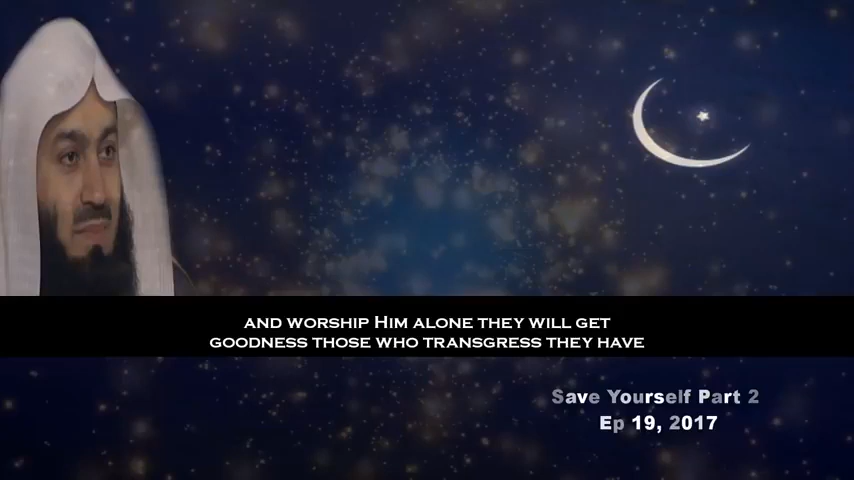 AND WORSHIP HIM ALONE THEY WILL GET
GOODNESS THOSE WHO TRANSGRESS THEY HAVE
Save Yourself Part 2
Ep 19, 2017